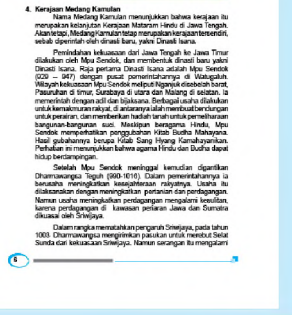 4. Kerajaan Medang Kamulan
Nama Medang Kamulan menunjukkan bahwa kerajaan itu
merupakan kelanjutan Kerajaan Mataram Hindu di Jawa Tengah.
Akan tetapi, Medang Kamulan tetap merupakan kerajaan tersendiri,
sebab diperintah oleh dinasti baru, yakni Dinasti Isana.
Pemindahan kekuasaan dari Jawa Tengah ke Jawa Timur
dilakukan oleh Mpu Sendok, dan membentuk dinasti baru yakni
Dinasti Isana. Raja pertama Dinasti Isana adalah Mpu Sendok
(929 – 947) dengan pusat pemerintahannya di Watugaluh.
Wilayah kekuasaan Mpu Sendok meliputi Nganjuk disebelah barat,
Pasuruhan di timur, Surabaya di utara dan Malang di selatan. Ia
memerintah dengan adil dan bijaksana. Berbagai usaha dilakukan
untuk kemakmuran rakyat, di antaranya ialah membuat bendungan
untuk pengairan, dan memberikan hadiah tanah untuk pemeliharaan
bangunan-bangunan suci. Meskipun beragama Hindu, Mpu
Sendok memperhatikan penggubahan Kitab Budha Mahayana.
Hasil gubahannya berupa Kitab Sang Hyang Kamahayanikan.
Perhatian ini menunjukkan bahwa agama Hindu dan Budha dapat
hidup berdampingan.
Setelah Mpu Sendok meninggal kemudian digantikan
Dharmawangsa Teguh (990-1016). Dalam pemerintahannya ia
berusaha meningkatkan kesejahteraan rakyatnya. Usaha itu
dilaksanakan dengan meningkatkan pertanian dan perdagangan.
Namun usaha meningkatkan perdagangan mengalami kesulitan,
karena perdagangan di kawasan perairan Jawa dan Sumatra
dikuasai oleh Sriwijaya.
Dalam rangka mematahkan pengaruh Sriwijaya, pada tahun
1003 Dharmawangsa mengirimkan pasukan untuk merebut Selat
Sunda dari kekuasaan Sriwijaya. Namun serangan itu mengalami
6